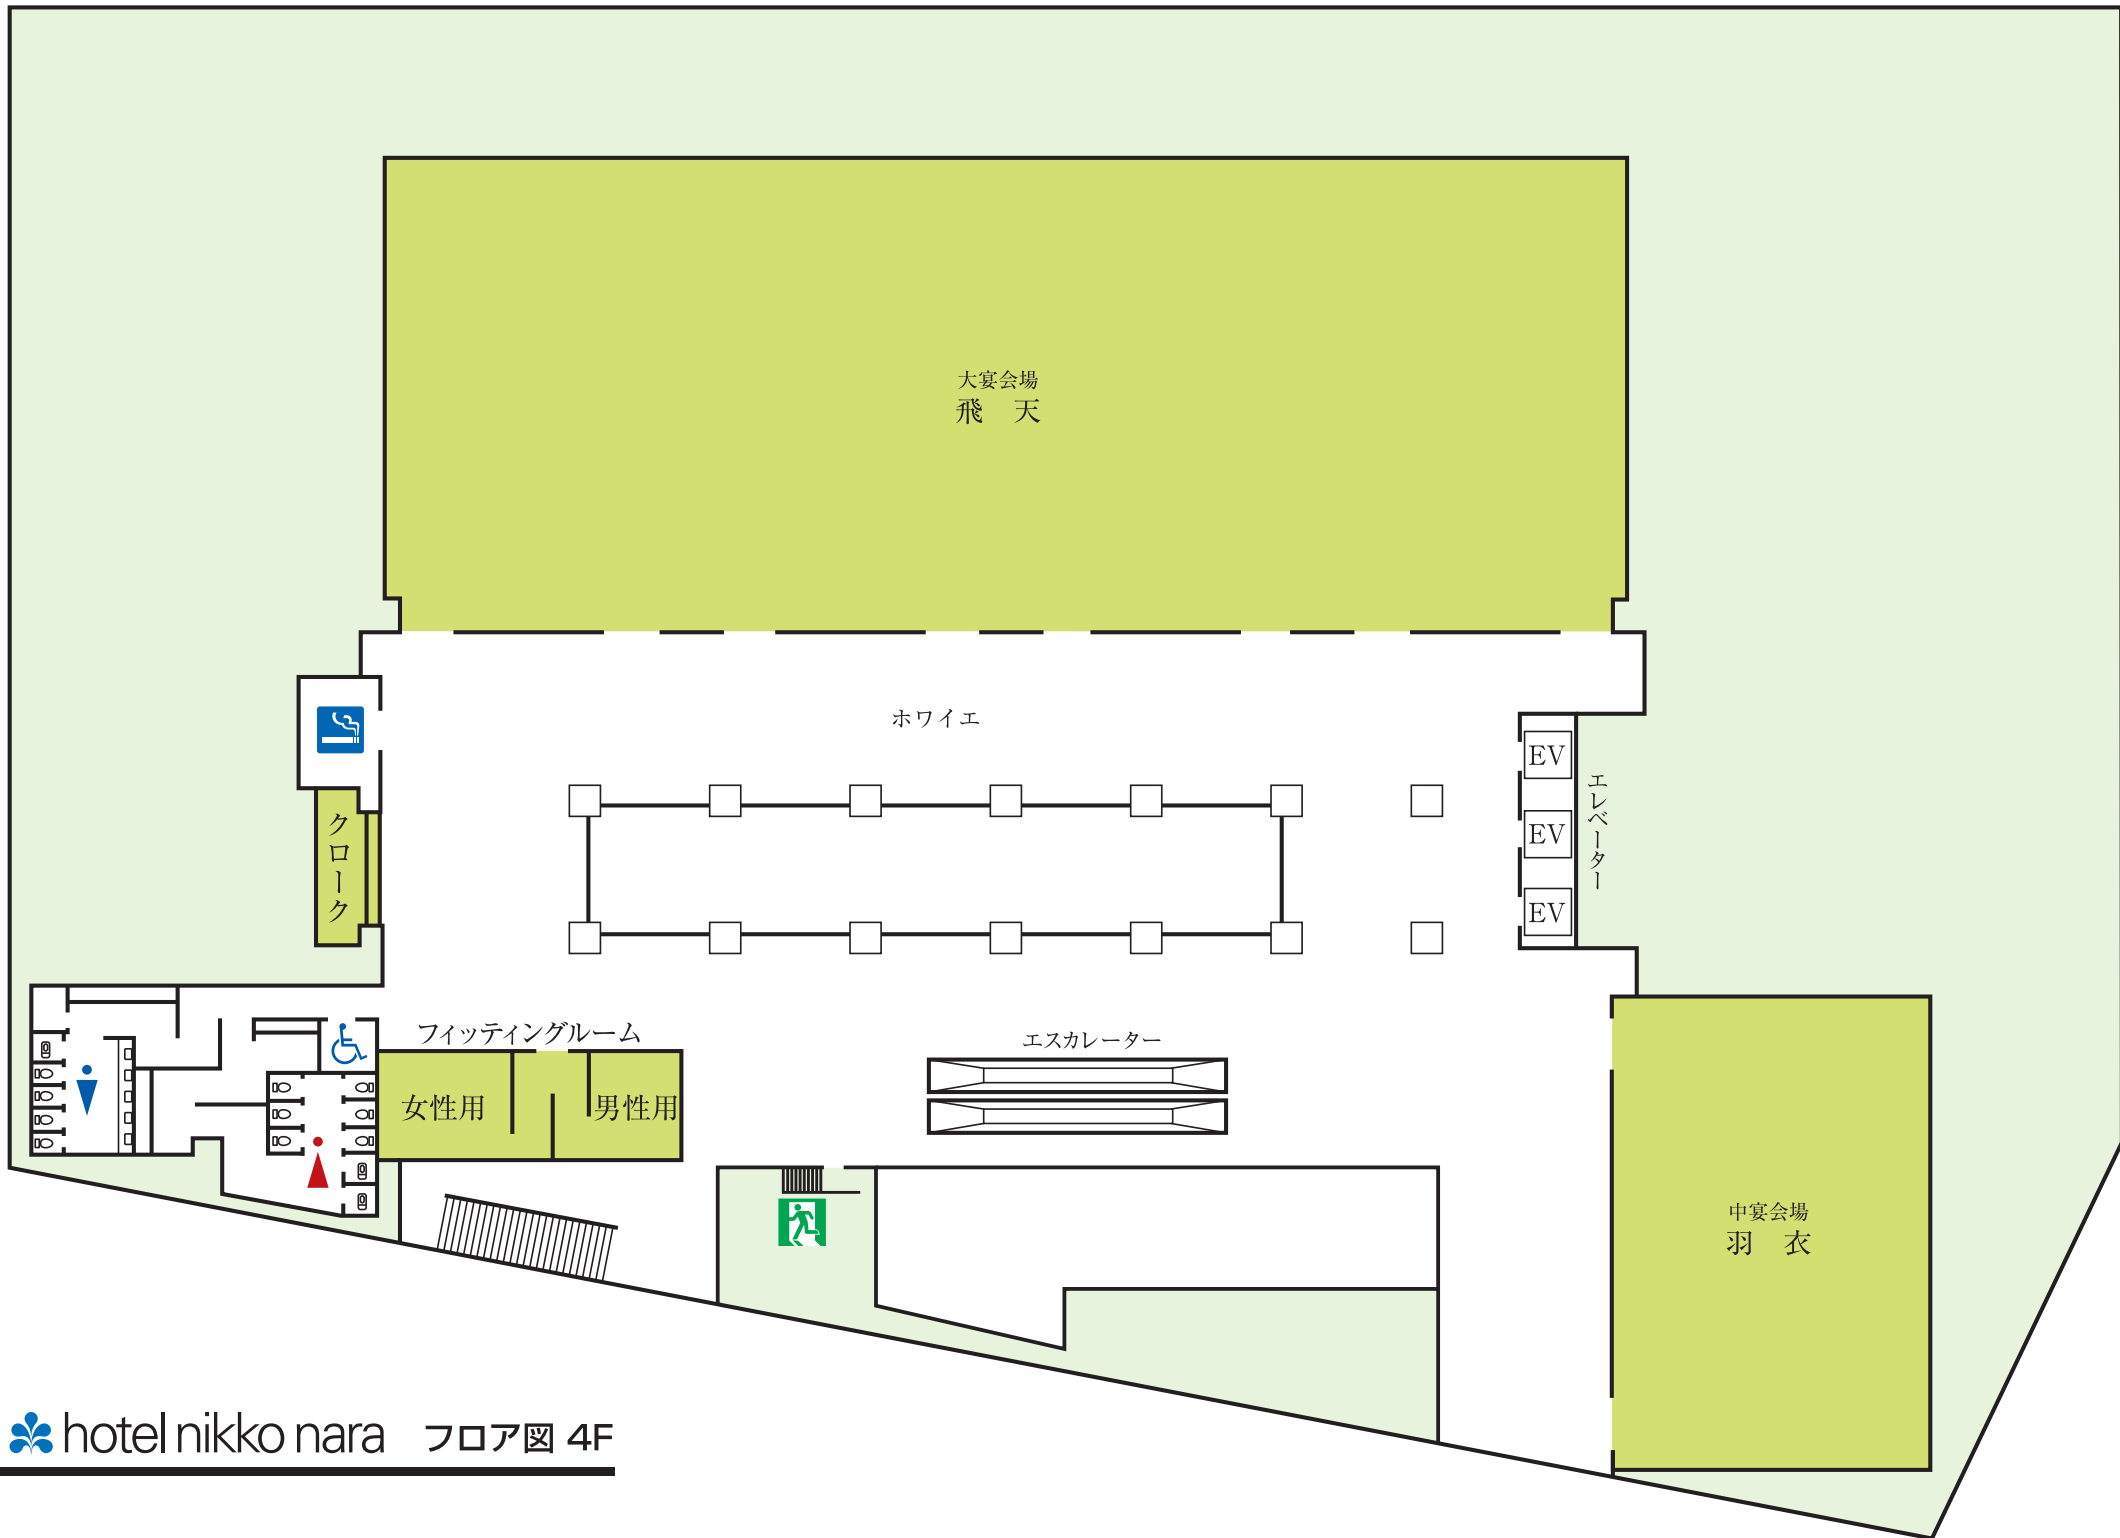 大宴会場
飛 天
ホワイエ
EV
EV
EV
エレベーター
クローク
フィッティングルーム
女性用
男性用
エスカレーター
中宴会場
羽 衣
hotel nikko nara フロア図 4F